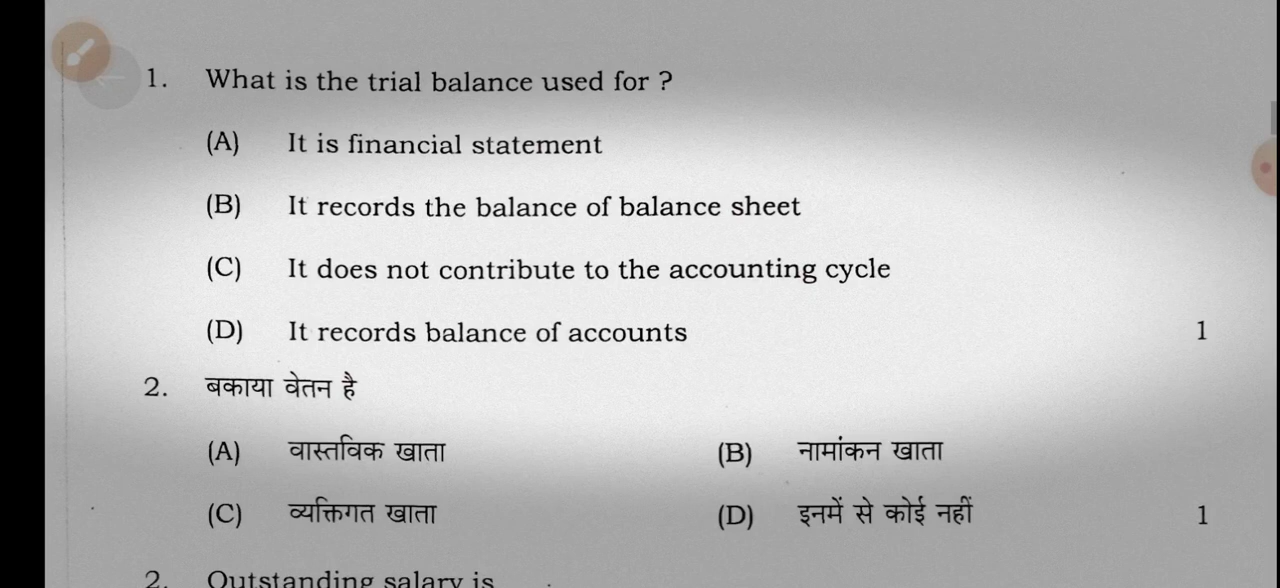 1. What is the trial balance used for ?
(A) It is financial statement
(B) It records the balance of balance sheet
(C) It does not contribute to the accounting cycle
(D) It records balance of accounts 1
2. बकाया वेतन है
(A) वास्तविक खाता (B) नामांकन खाता
(C) व्यक्तिगत खाता (D) इनमें से कोई नहीं 1
2. Outstanding salary is